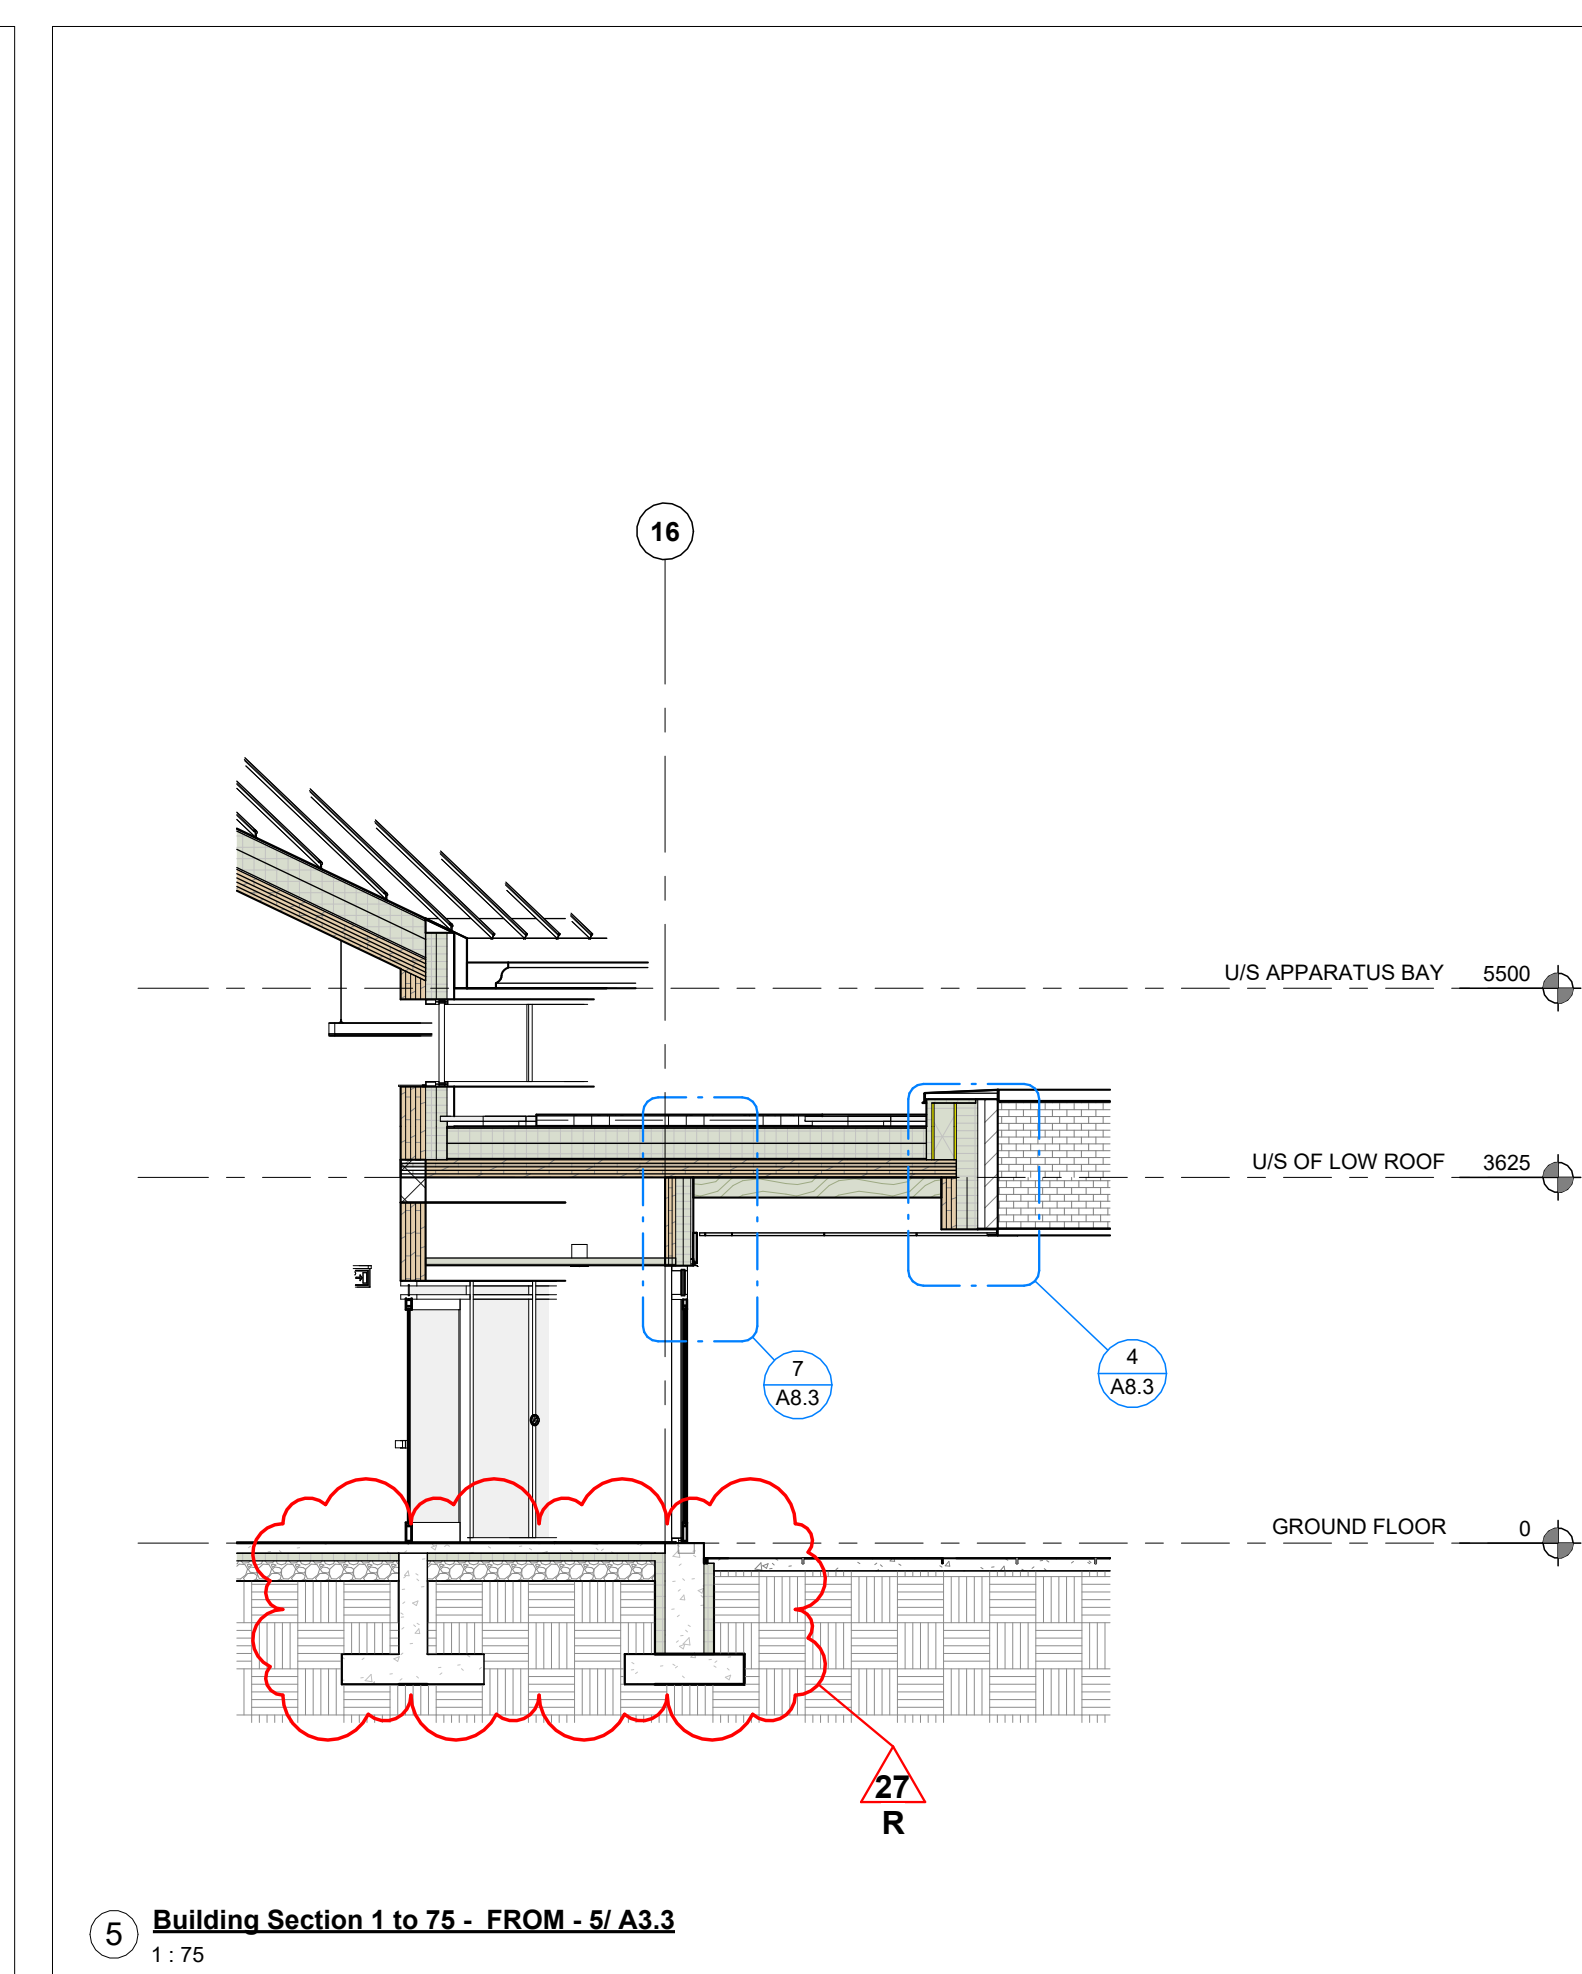 16
U/S APPARATUS BAY 5500
U/S OF LOW ROOF 3625
7
A8.3
4
A8.3
GROUND FLOOR 0
27
R
5 Building Section 1 to 75 - FROM - 5/ A3.3
1 : 75